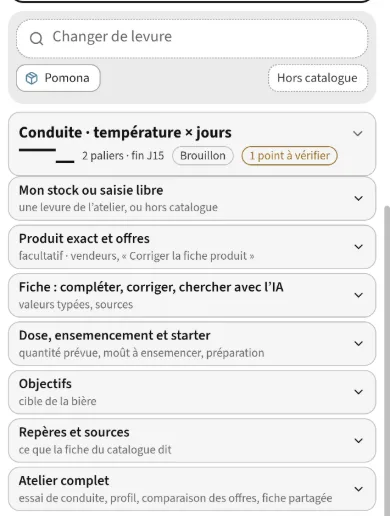 Changer de levure
Pomona
Hors catalogue
Conduite · température × jours
2 paliers · fin J15 Brouillon 1 point à vérifier
Mon stock ou saisie libre
une levure de l'atelier, ou hors catalogue
Produit exact et offres
facultatif · vendeurs, « Corriger la fiche produit »
Fiche : compléter, corriger, chercher avec l'IA
valeurs typées, sources
Dose, ensemencement et starter
quantité prévue, moût à ensemencer, préparation
Objectifs
cible de la bière
Repères et sources
ce que la fiche du catalogue dit
Atelier complet
essai de conduite, profil, comparaison des offres, fiche partagée